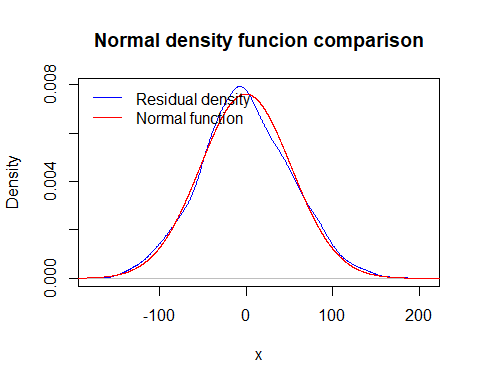 Normal density funcion comparison
Density
0.008
0.004
0.000
Residual density
Normal function
-100
0
100
200
x